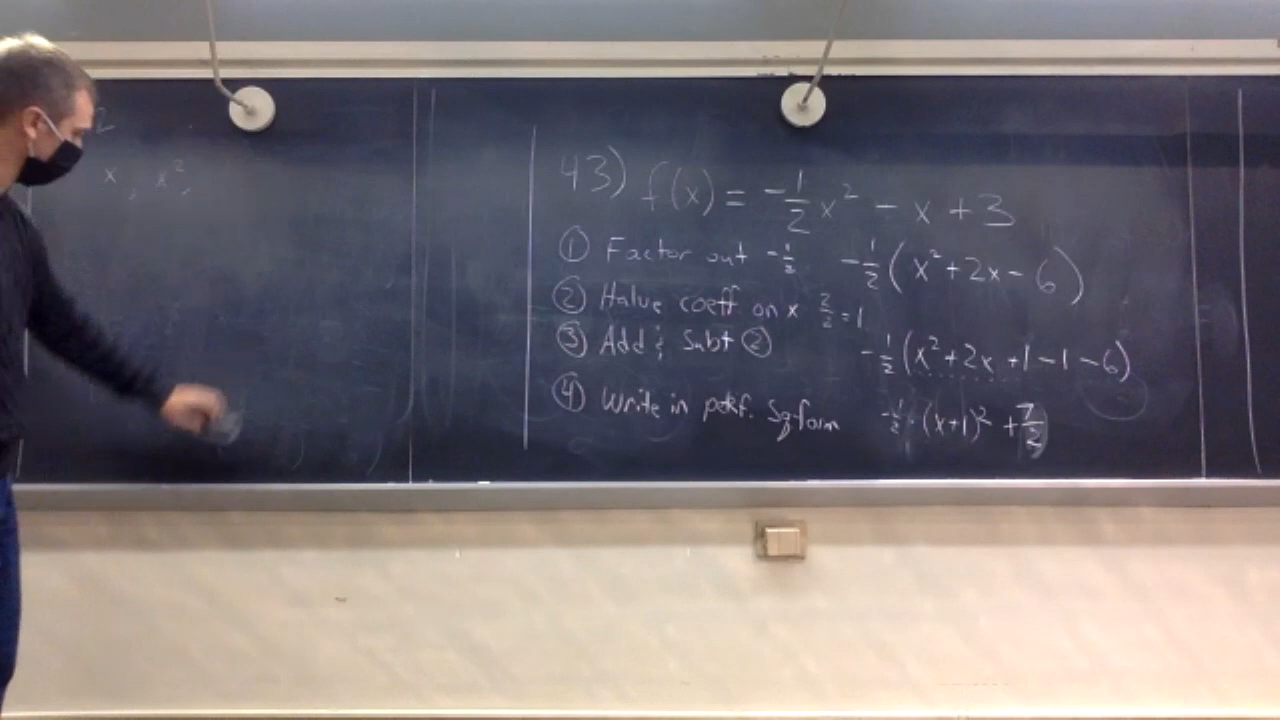 2
x, x²,
43) f(x) = -1/2 x² - x + 3
① Factor out -1/2 -1/2 (x² + 2x - 6)
② Halve coeff on x 2/2 = 1
③ Add & Subt ② -1/2 (x² + 2x + 1 - 1 - 6)
④ Write in perf. Sq form -1/2 · (x+1)² + 7/2